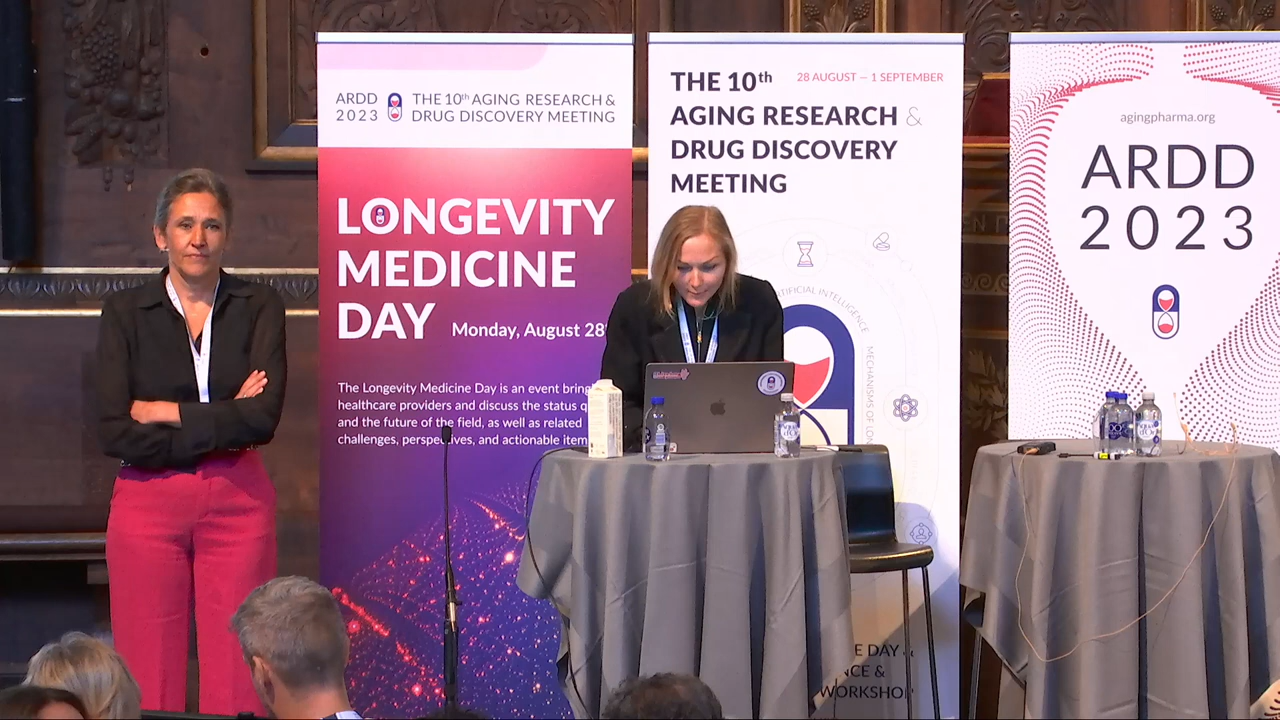 ARDD
2023
THE 10th AGING RESEARCH &
DRUG DISCOVERY MEETING
LONGEVITY
MEDICINE
DAY
Monday, August 28
The Longevity Medicine Day is an event bring
healthcare providers and discuss the status q
and the future of the field, as well as related
challenges, perspectives, and actionable item
THE 10th
28 AUGUST — 1 SEPTEMBER
AGING RESEARCH &
DRUG DISCOVERY
MEETING
TIFICIAL INTELLIGENCE
MECHANISMS OF LON
E DAY &
NCE &
WORKSHOP
agingpharma.org
ARDD
2023